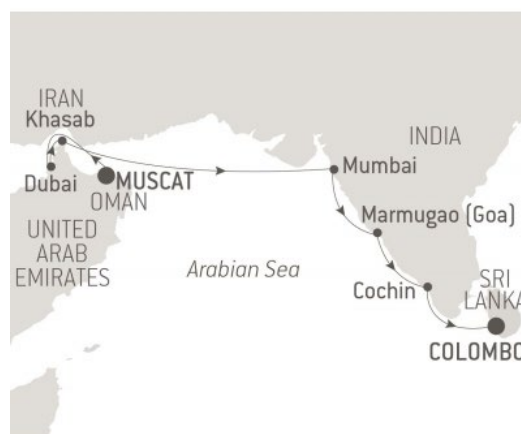 IRAN
Khasab
Dubai
MUSCAT
OMAN
UNITED
ARAB
EMIRATES
Arabian Sea
INDIA
Mumbai
Marmugao (Goa)
Cochin
SRI
LANKA
COLOMBO